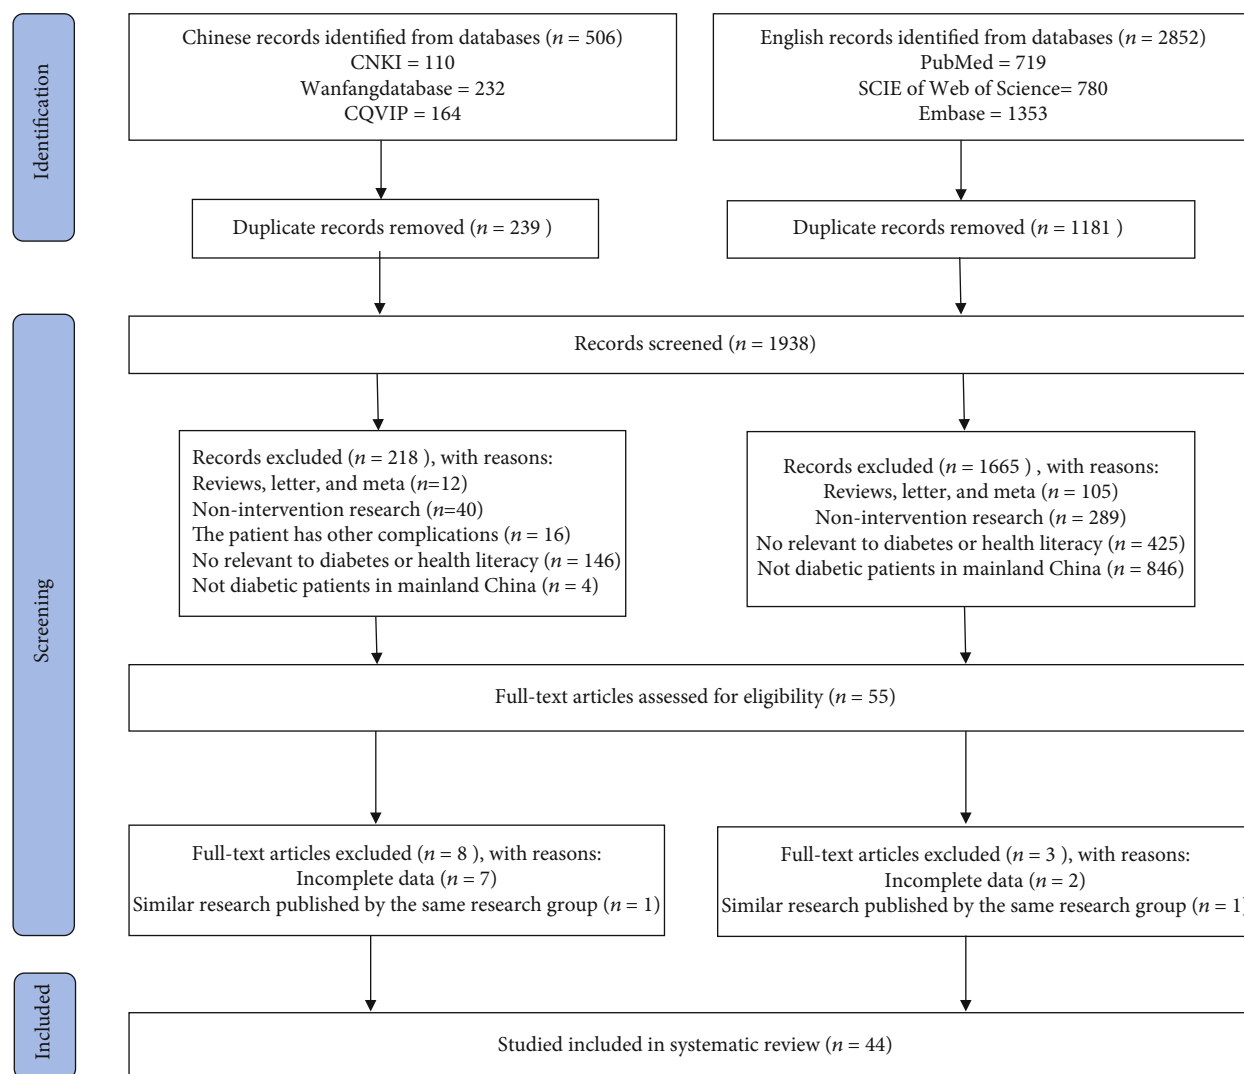 Identification
Chinese records identified from databases (n = 506)
CNKI = 110
Wanfangdatabase = 232
CQVIP = 164
English records identified from databases (n = 2852)
PubMed = 719
SCIE of Web of Science= 780
Embase = 1353
Duplicate records removed (n = 239 )
Duplicate records removed (n = 1181 )
Screening
Records screened (n = 1938)
Records excluded (n = 218 ), with reasons:
Reviews, letter, and meta (n=12)
Non-intervention research (n=40)
The patient has other complications (n = 16)
No relevant to diabetes or health literacy (n = 146)
Not diabetic patients in mainland China (n = 4)
Records excluded (n = 1665 ) , with reasons:
Reviews, letter, and meta (n = 105)
Non-intervention research (n = 289)
No relevant to diabetes or health literacy (n = 425)
Not diabetic patients in mainland China (n = 846)
Full-text articles assessed for eligibility (n = 55)
Full-text articles excluded (n = 8 ), with reasons:
Incomplete data (n = 7)
Similar research published by the same research group (n = 1)
Full-text articles excluded (n = 3 ), with reasons:
Incomplete data (n = 2)
Similar research published by the same research group (n = 1)
Included
Studied included in systematic review (n = 44)